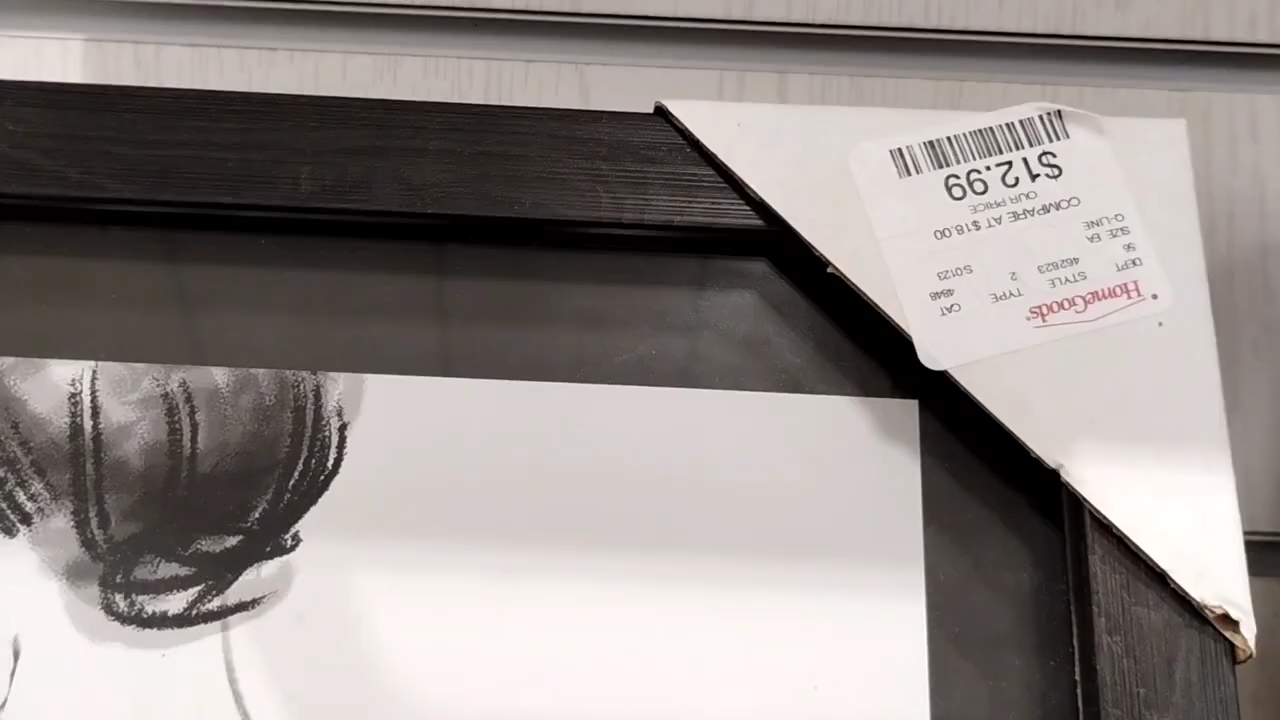 HomeGoods®
DEPT STYLE TYPE CAT
56 462823 2 4848
SIZE EA S0123
Q-LINE
COMPARE AT $18.00
OUR PRICE
$12.99